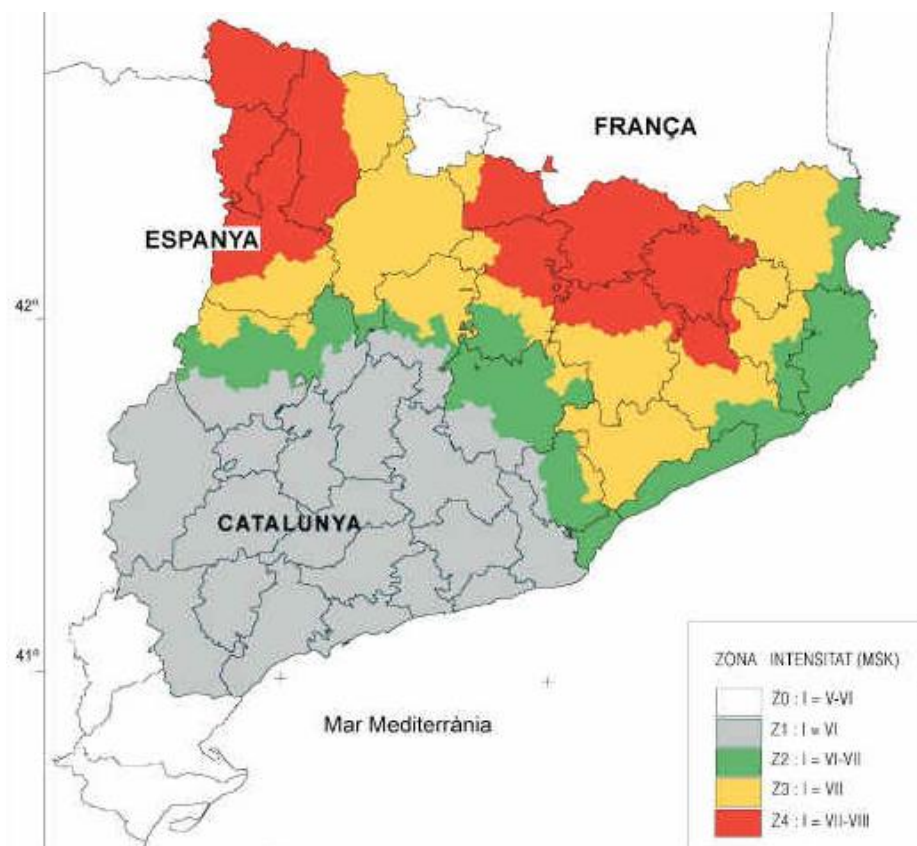 FRANÇA
ESPANYA
42º
CATALUNYA
41º
Mar Mediterrània
ZONA INTENSITAT (MSK)
Z0 : I = V-VI
Z1 : I = VI
Z2 : I = VI-VII
Z3 : I = VII
Z4 : I = VII-VIII